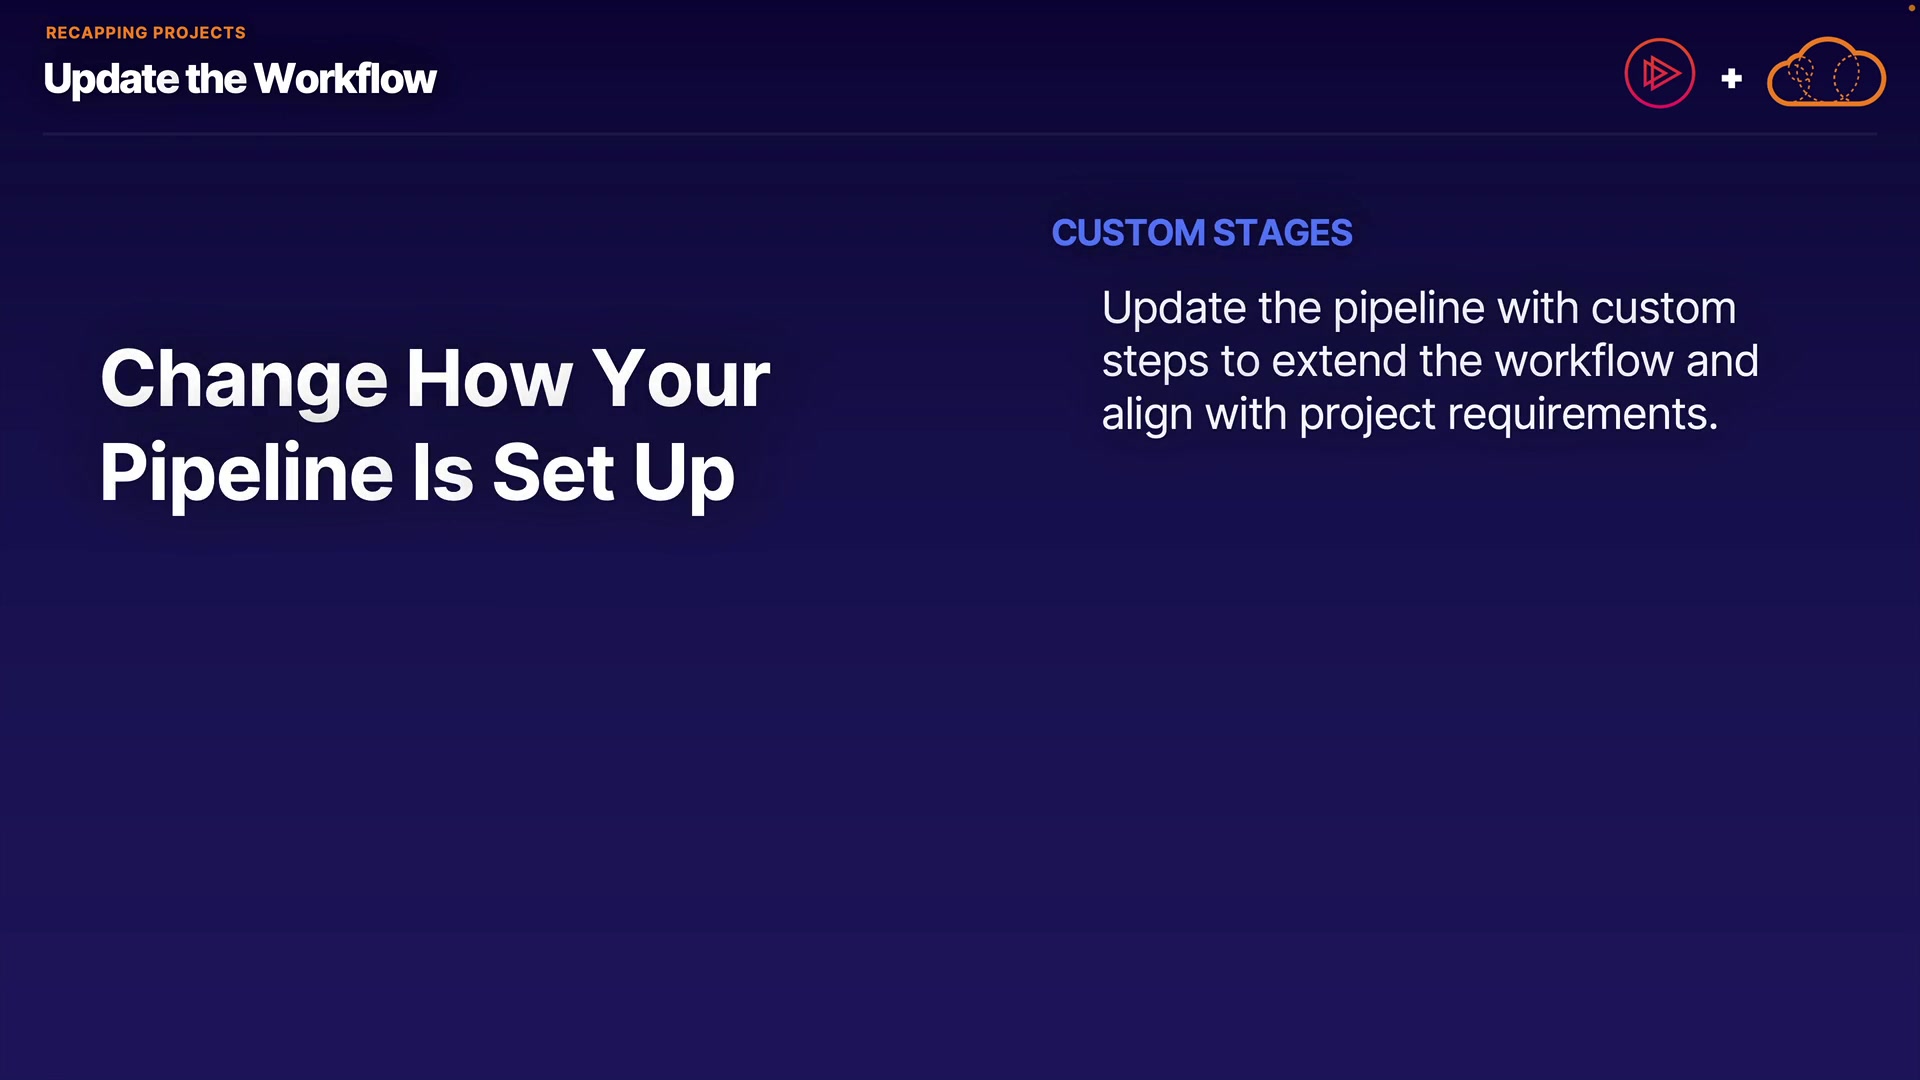 RECAPPING PROJECTS
Update the Workflow
+
CUSTOM STAGES
Update the pipeline with custom
steps to extend the workflow and
align with project requirements.
Change How Your
Pipeline Is Set Up